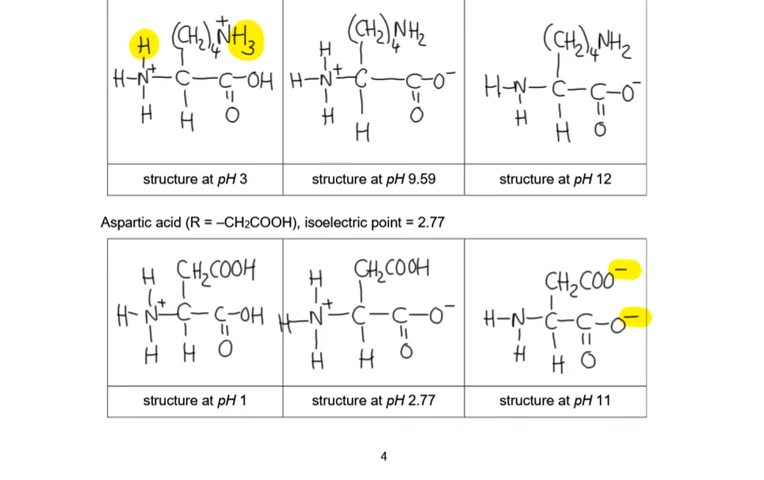 H (CH2)4N+H3 H (CH2)4NH2 (CH2)4NH2
H-N+-C-C-OH H-N+-C-C-O- H-N-C-C-O-
H H O H H O H H O
structure at pH 3 structure at pH 9.59 structure at pH 12
Aspartic acid (R = –CH2COOH), isoelectric point = 2.77
H CH2COOH H CH2COOH CH2COO-
H-N+-C-C-OH H-N+-C-C-O- H-N-C-C-O-
H H O H H O H H O
structure at pH 1 structure at pH 2.77 structure at pH 11
4